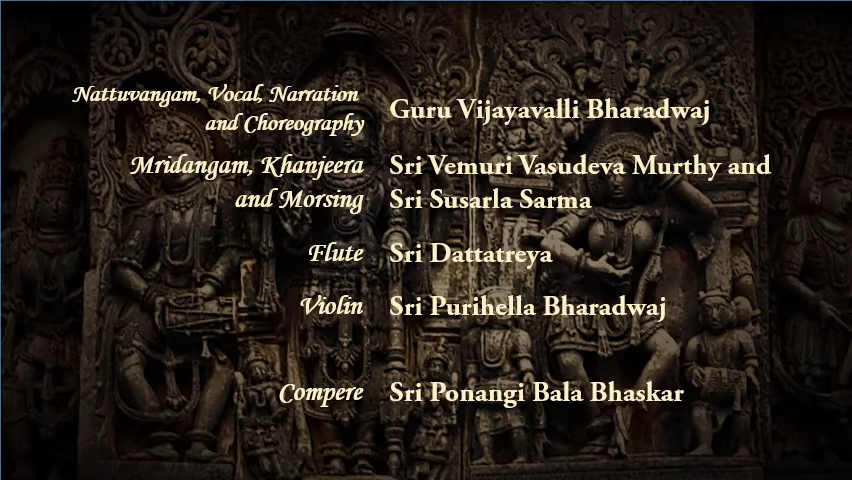 Nattuvangam, Vocal, Narration
and Choreography
Guru Vijayavalli Bharadwaj
Mridangam, Khanjeera
and Morsing
Sri Vemuri Vasudeva Murthy and
Sri Susarla Sarma
Flute
Sri Dattatreya
Violin
Sri Purihella Bharadwaj
Compere
Sri Ponangi Bala Bhaskar